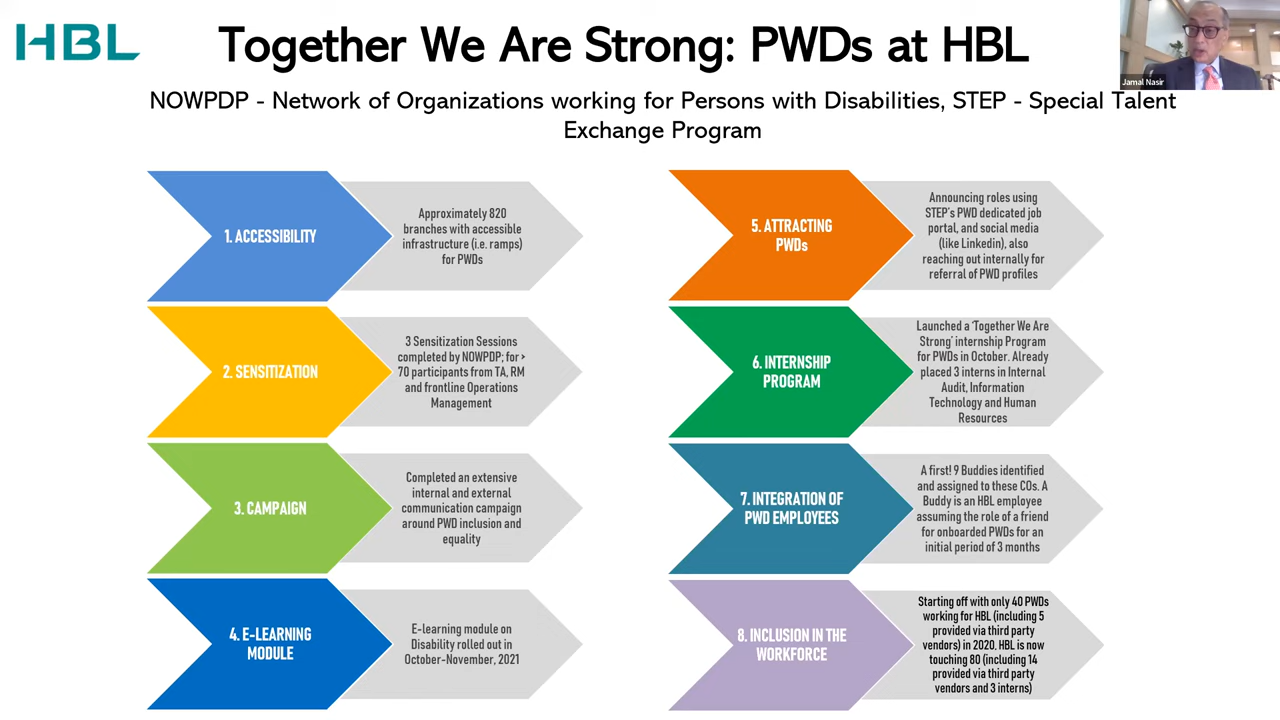 HBL
Together We Are Strong: PWDs at HBL
Jamal Nasir
NOWPDP - Network of Organizations working for Persons with Disabilities, STEP - Special Talent
Exchange Program
1. ACCESSIBILITY
Approximately 820
branches with accessible
infrastructure (i.e. ramps)
for PWDs
2. SENSITIZATION
3 Sensitization Sessions
completed by NOWPDP; for >
70 participants from TA, RM
and frontline Operations
Management
3. CAMPAIGN
Completed an extensive
internal and external
communication campaign
around PWD inclusion and
equality
4. E-LEARNING
MODULE
E-learning module on
Disability rolled out in
October-November, 2021
5. ATTRACTING
PWDs
Announcing roles using
STEP's PWD dedicated job
portal, and social media
(like Linkedin), also
reaching out internally for
referral of PWD profiles
6. INTERNSHIP
PROGRAM
Launched a 'Together We Are
Strong' internship Program
for PWDs in October. Already
placed 3 interns in Internal
Audit, Information
Technology and Human
Resources
7. INTEGRATION OF
PWD EMPLOYEES
A first! 9 Buddies identified
and assigned to these COs. A
Buddy is an HBL employee
assuming the role of a friend
for onboarded PWDs for an
initial period of 3 months
8. INCLUSION IN THE
WORKFORCE
Starting off with only 40 PWDs
working for HBL (including 5
provided via third party
vendors) in 2020, HBL is now
touching 80 (including 14
provided via third party
vendors and 3 interns)